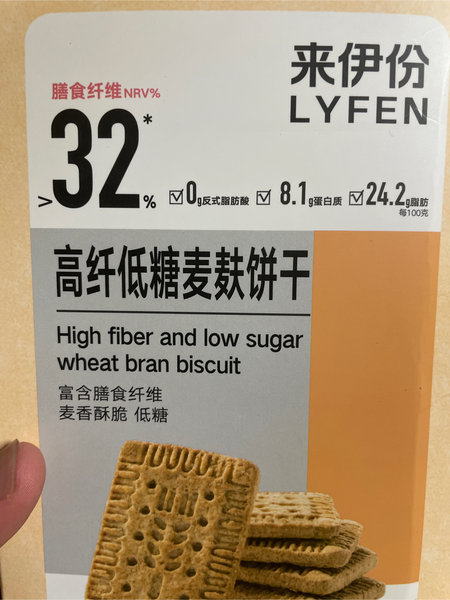 来伊份
LYFEN
膳食纤维NRV%
>32%*
☑0g反式脂肪酸 ☑8.1g蛋白质 ☑24.2g脂肪
每100克
高纤低糖麦麸饼干
High fiber and low sugar
wheat bran biscuit
富含膳食纤维
麦香酥脆 低糖